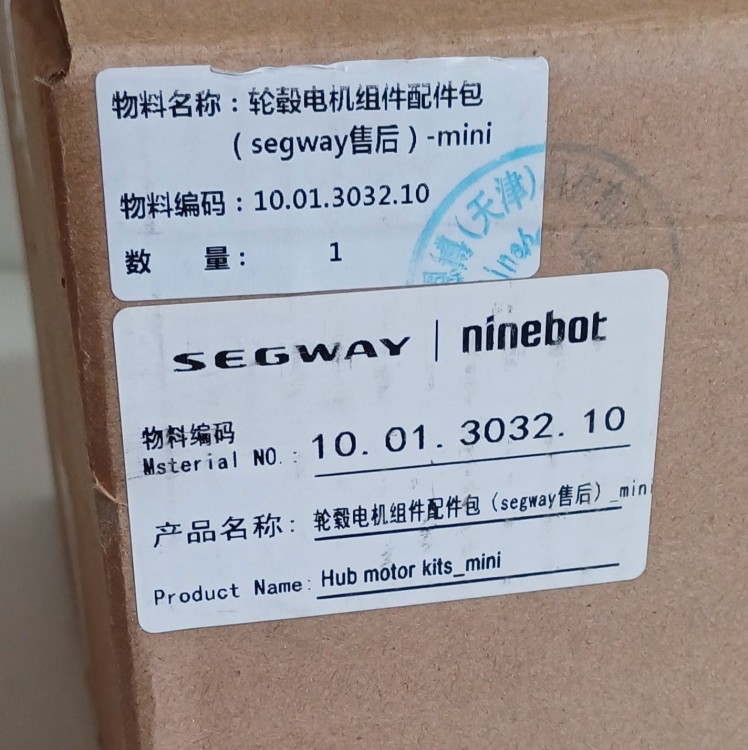 物料名称：轮毂电机组件配件包
（segway售后）-mini
物料编码：10.01.3032.10
数 量： 1
（天津）
SEGWAY | ninebot
物料编码
Msterial NO.: 10. 01. 3032. 10
产品名称： 轮毂电机组件配件包（segway售后）_mini
Product Name: Hub motor kits_mini